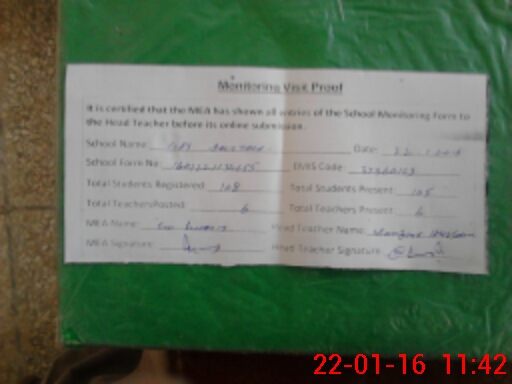 Monitoring Visit Proof
It is certified that the MEA has shown all entries of the School Monitoring Form to
the Head Teacher before its online submission.
School Name: Date:
School Form No: EMIS Code:
Total Students Registered: 108 Total Students Present: 105
Total Teachers Posted: 6 Total Teachers Present: 6
MEA Name: Head Teacher Name:
MEA Signature: Head Teacher Signature:
22-01-16 11:42